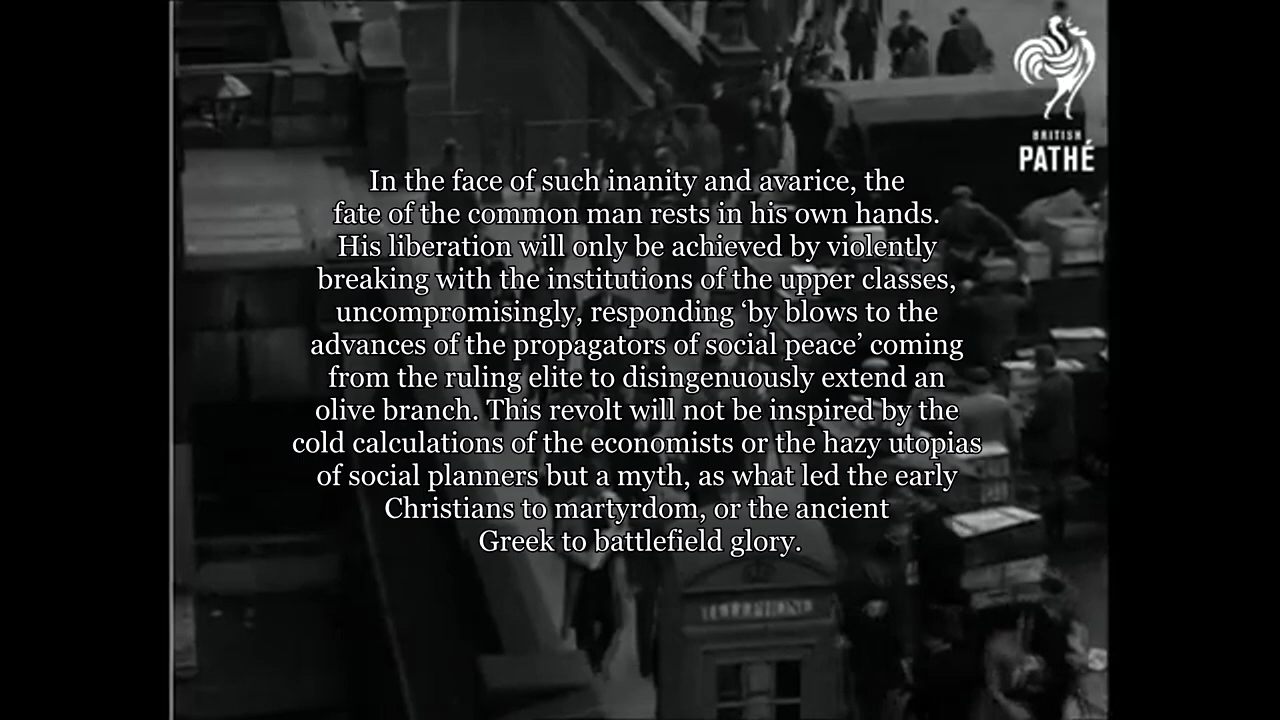 BRITISH
PATHÉ
In the face of such inanity and avarice, the
fate of the common man rests in his own hands.
His liberation will only be achieved by violently
breaking with the institutions of the upper classes,
uncompromisingly, responding ‘by blows to the
advances of the propagators of social peace’ coming
from the ruling elite to disingenuously extend an
olive branch. This revolt will not be inspired by the
cold calculations of the economists or the hazy utopias
of social planners but a myth, as what led the early
Christians to martyrdom, or the ancient
Greek to battlefield glory.
TELEPHONE